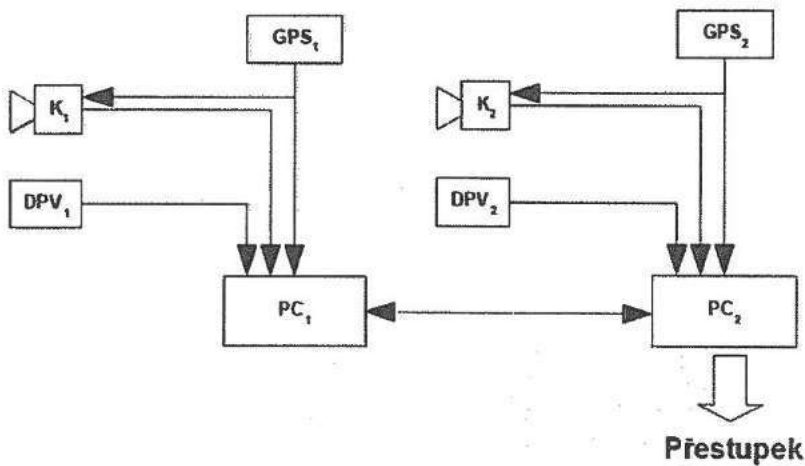 GPS₁
GPS₂
K₁
K₂
DPV₁
DPV₂
PC₁
PC₂
Přestupek